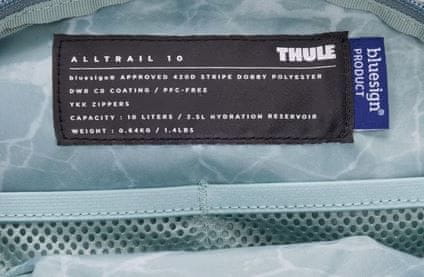 ALLTRAIL 10
THULE
bluesign® APPROVED 420D STRIPE DOBBY POLYESTER
DWR C0 COATING / PFC-FREE
YKK ZIPPERS
CAPACITY : 10 LITERS / 2.5L HYDRATION RESERVOIR
WEIGHT : 0.64KG / 1.4LBS
bluesign®
PRODUCT